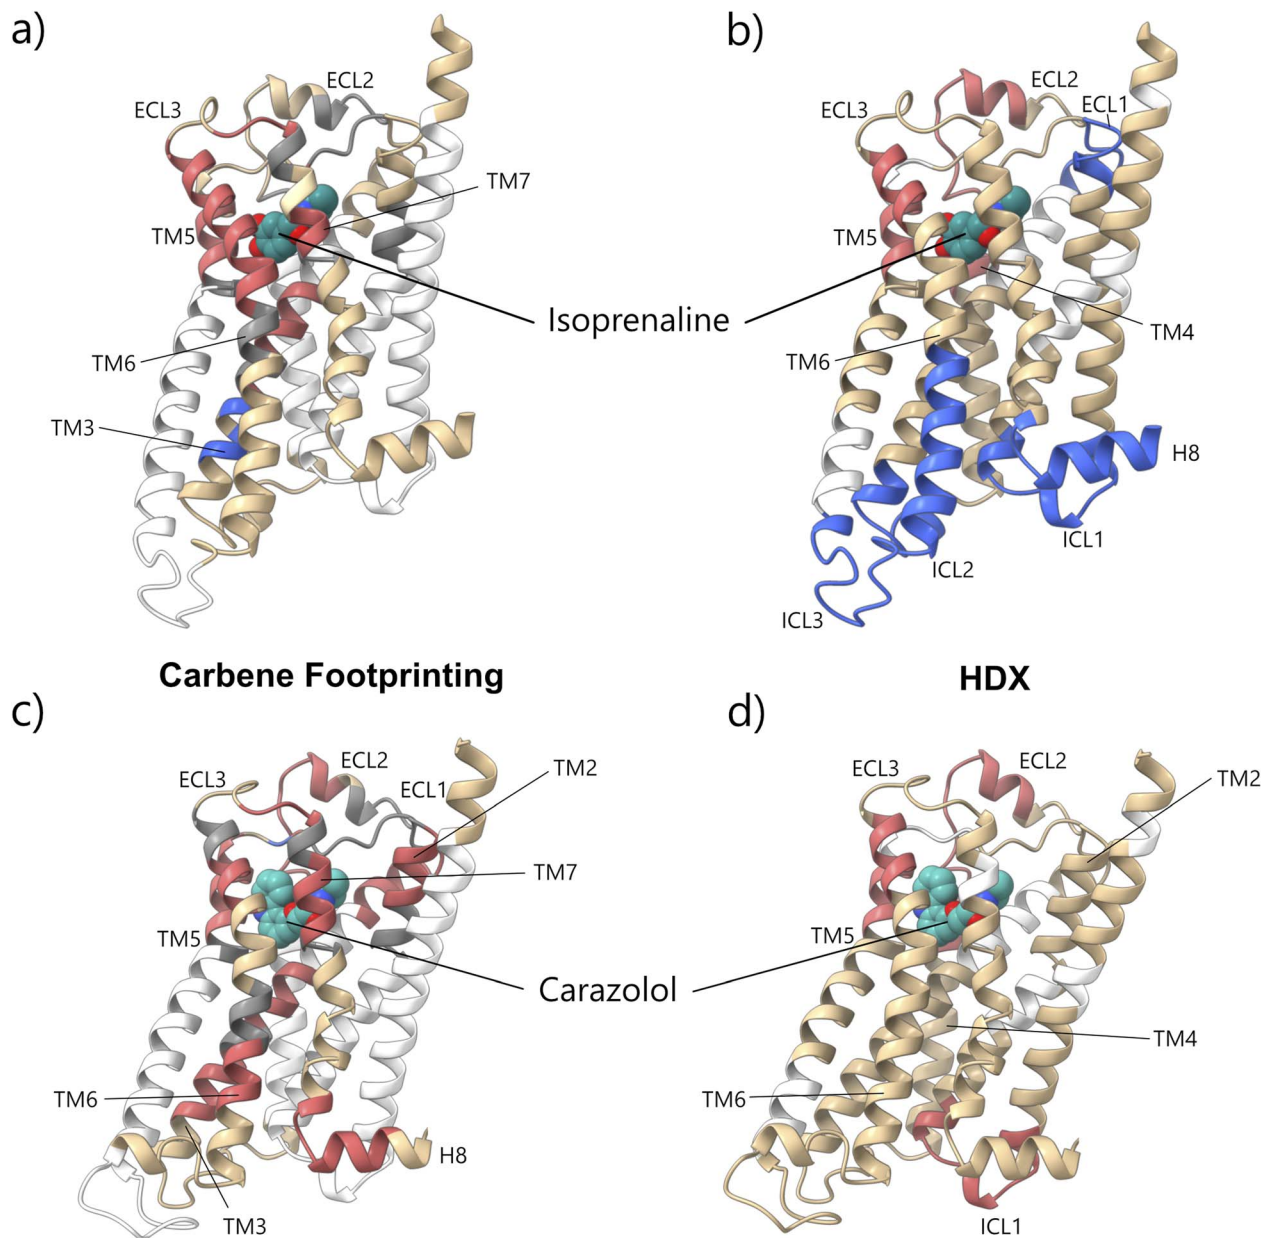 a)
ECL2
ECL3
TM7
TM5
TM6
TM3
b)
ECL2
ECL1
ECL3
TM5
TM4
TM6
H8
ICL1
ICL2
ICL3
Isoprenaline
Carbene Footprinting
HDX
c)
ECL2
ECL3
ECL1
TM2
TM7
TM5
TM6
H8
TM3
d)
ECL2
ECL3
TM2
TM5
TM4
TM6
ICL1
Carazolol